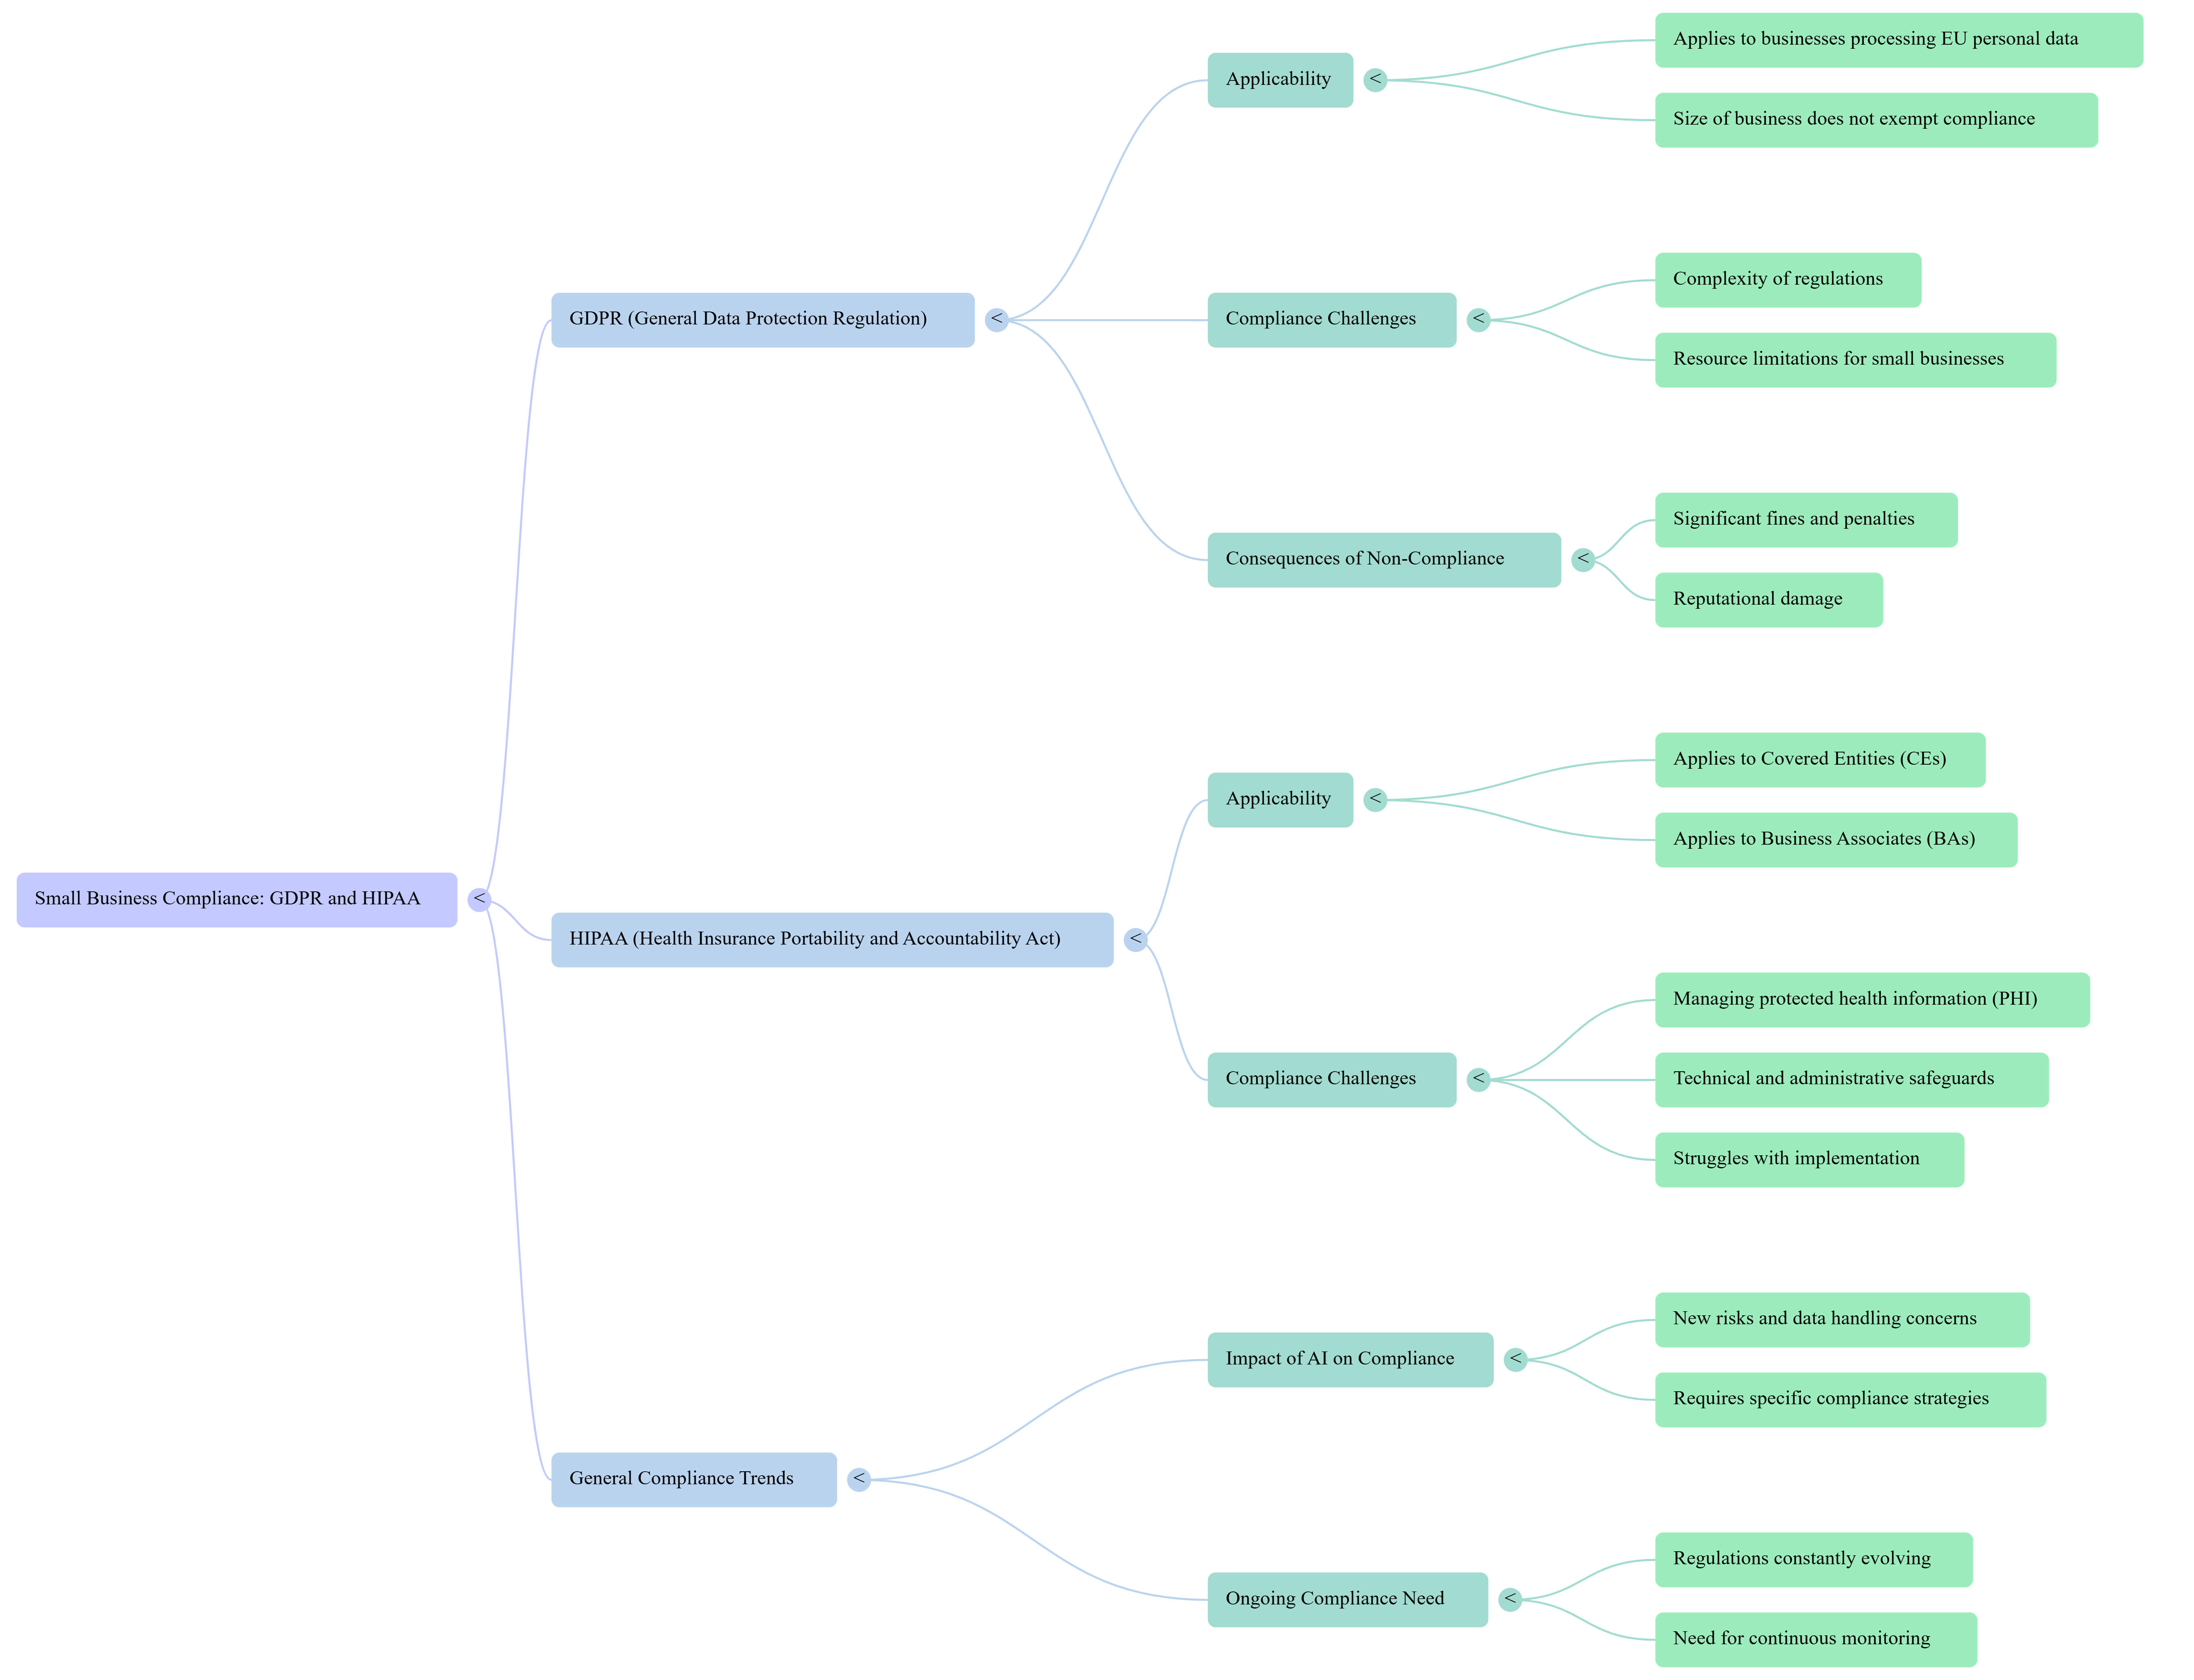 Small Business Compliance: GDPR and HIPAA
<
GDPR (General Data Protection Regulation)
<
Applicability
<
Applies to businesses processing EU personal data
Size of business does not exempt compliance
Compliance Challenges
<
Complexity of regulations
Resource limitations for small businesses
Consequences of Non-Compliance
<
Significant fines and penalties
Reputational damage
HIPAA (Health Insurance Portability and Accountability Act)
<
Applicability
<
Applies to Covered Entities (CEs)
Applies to Business Associates (BAs)
Compliance Challenges
<
Managing protected health information (PHI)
Technical and administrative safeguards
Struggles with implementation
General Compliance Trends
<
Impact of AI on Compliance
<
New risks and data handling concerns
Requires specific compliance strategies
Ongoing Compliance Need
<
Regulations constantly evolving
Need for continuous monitoring